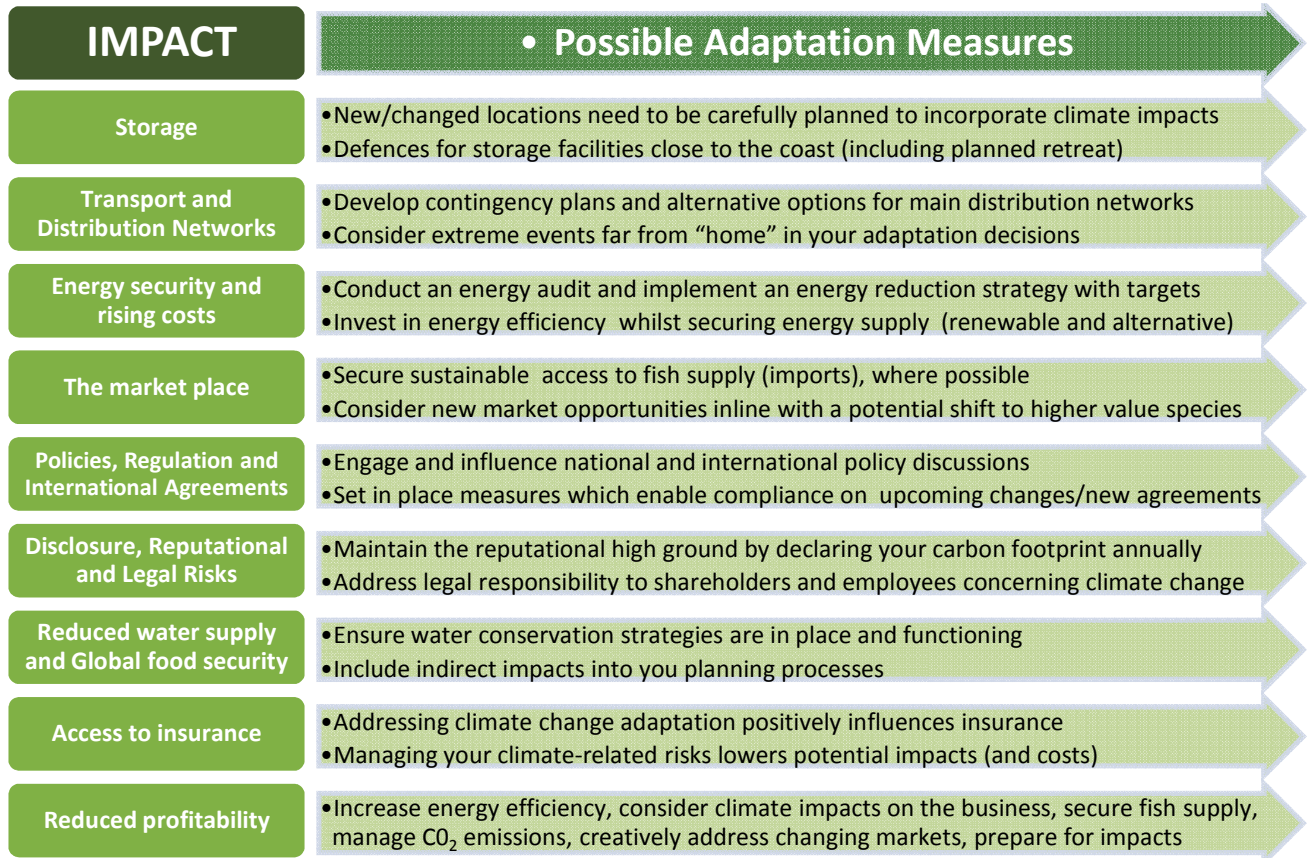 IMPACT
• Possible Adaptation Measures
Storage
•New/changed locations need to be carefully planned to incorporate climate impacts
•Defences for storage facilities close to the coast (including planned retreat)
Transport and
Distribution Networks
•Develop contingency plans and alternative options for main distribution networks
•Consider extreme events far from “home” in your adaptation decisions
Energy security and
rising costs
•Conduct an energy audit and implement an energy reduction strategy with targets
•Invest in energy efficiency whilst securing energy supply (renewable and alternative)
The market place
•Secure sustainable access to fish supply (imports), where possible
•Consider new market opportunities inline with a potential shift to higher value species
Policies, Regulation and
International Agreements
•Engage and influence national and international policy discussions
•Set in place measures which enable compliance on upcoming changes/new agreements
Disclosure, Reputational
and Legal Risks
•Maintain the reputational high ground by declaring your carbon footprint annually
•Address legal responsibility to shareholders and employees concerning climate change
Reduced water supply
and Global food security
•Ensure water conservation strategies are in place and functioning
•Include indirect impacts into you planning processes
Access to insurance
•Addressing climate change adaptation positively influences insurance
•Managing your climate-related risks lowers potential impacts (and costs)
Reduced profitability
•Increase energy efficiency, consider climate impacts on the business, secure fish supply,
manage C0₂ emissions, creatively address changing markets, prepare for impacts